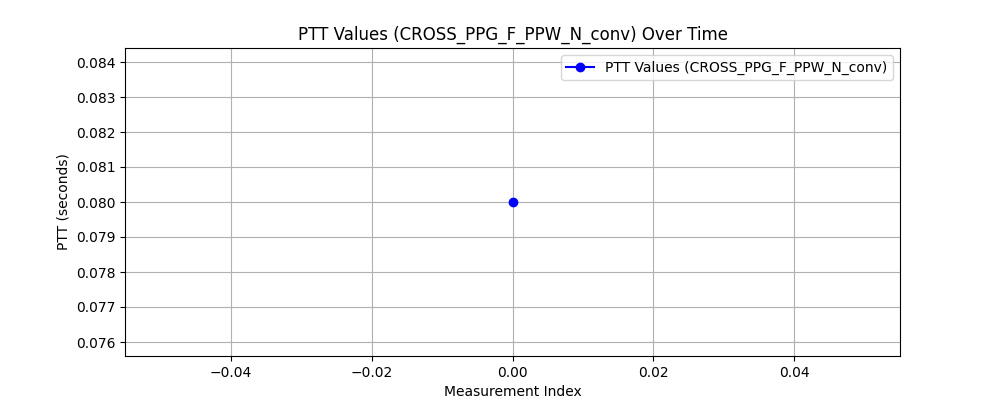 PTT Values (CROSS_PPG_F_PPW_N_conv) Over Time
PTT Values (CROSS_PPG_F_PPW_N_conv)
PTT (seconds)
0.084
0.083
0.082
0.081
0.080
0.079
0.078
0.077
0.076
−0.04 −0.02 0.00 0.02 0.04
Measurement Index